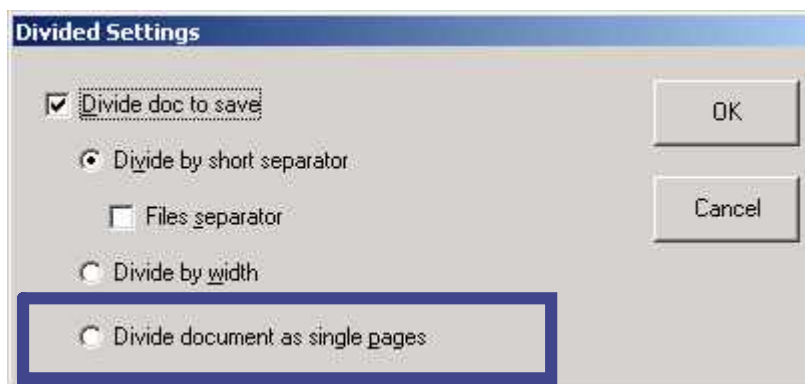 Divided Settings
Divide doc to save
OK
Divide by short separator
Files separator
Cancel
Divide by width
Divide document as single pages